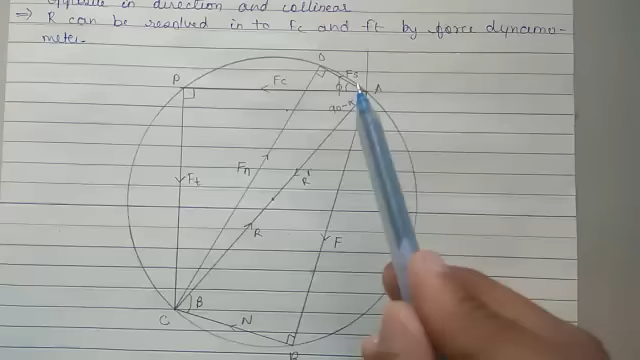 opposite in direction and collinear
⇒ R can be resolved in to Fc and Ft by force dynamo-
meter.
D
P
Fc
Fs
A
φ
90-
Ft
Fn
R'
R
F
β
C
N
B